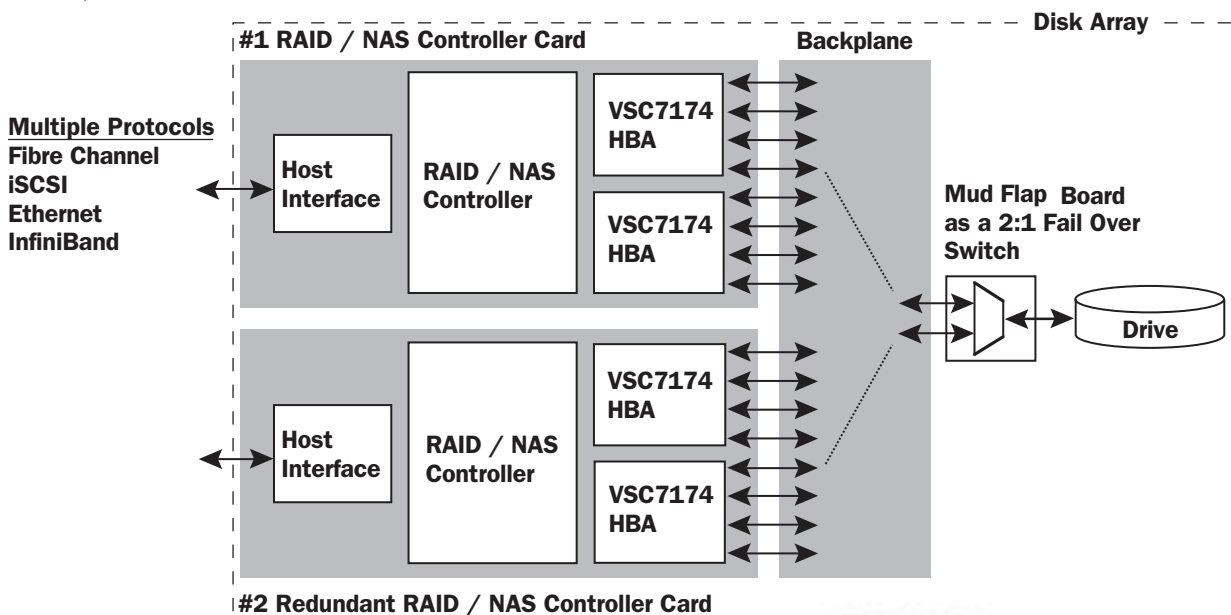 Disk Array
#1 RAID / NAS Controller Card
Backplane
Multiple Protocols
Fibre Channel
iSCSI
Ethernet
InfiniBand
Host
Interface
RAID / NAS
Controller
VSC7174
HBA
VSC7174
HBA
Mud Flap Board
as a 2:1 Fail Over
Switch
Drive
Host
Interface
RAID / NAS
Controller
VSC7174
HBA
VSC7174
HBA
#2 Redundant RAID / NAS Controller Card